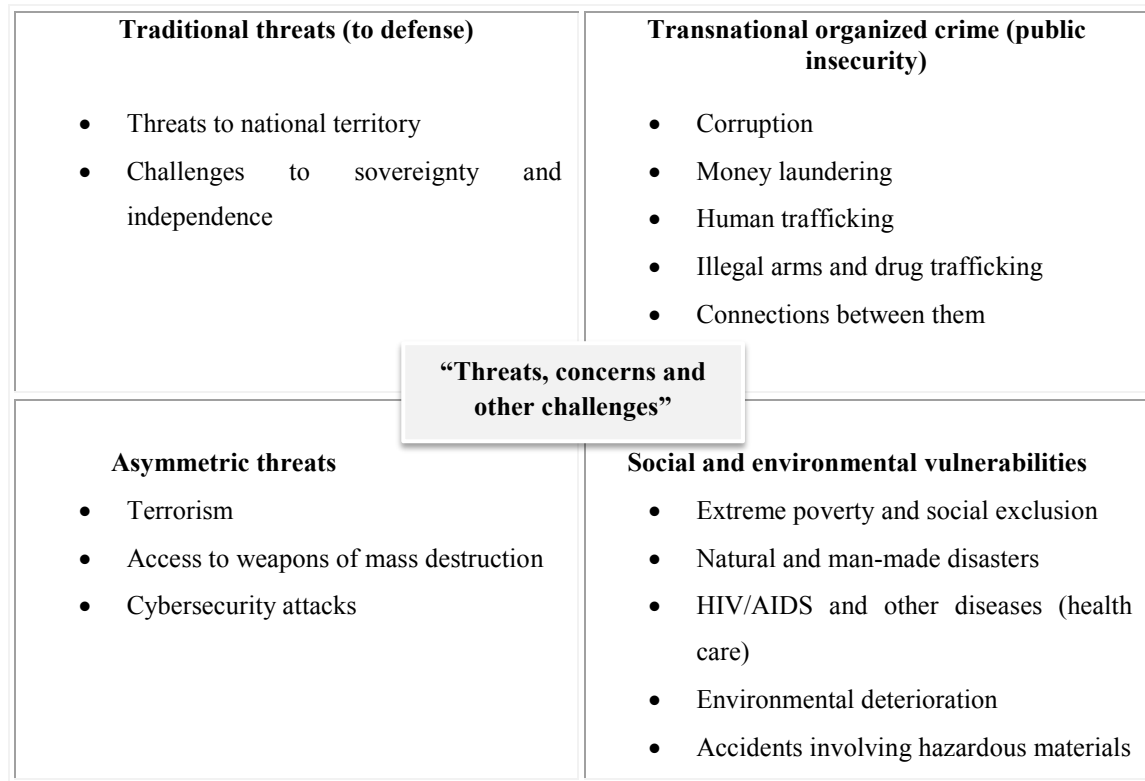 Traditional threats (to defense)
• Threats to national territory
• Challenges to sovereignty and
independence
Transnational organized crime (public
insecurity)
• Corruption
• Money laundering
• Human trafficking
• Illegal arms and drug trafficking
• Connections between them
“Threats, concerns and
other challenges”
Asymmetric threats
• Terrorism
• Access to weapons of mass destruction
• Cybersecurity attacks
Social and environmental vulnerabilities
• Extreme poverty and social exclusion
• Natural and man-made disasters
• HIV/AIDS and other diseases (health
care)
• Environmental deterioration
• Accidents involving hazardous materials